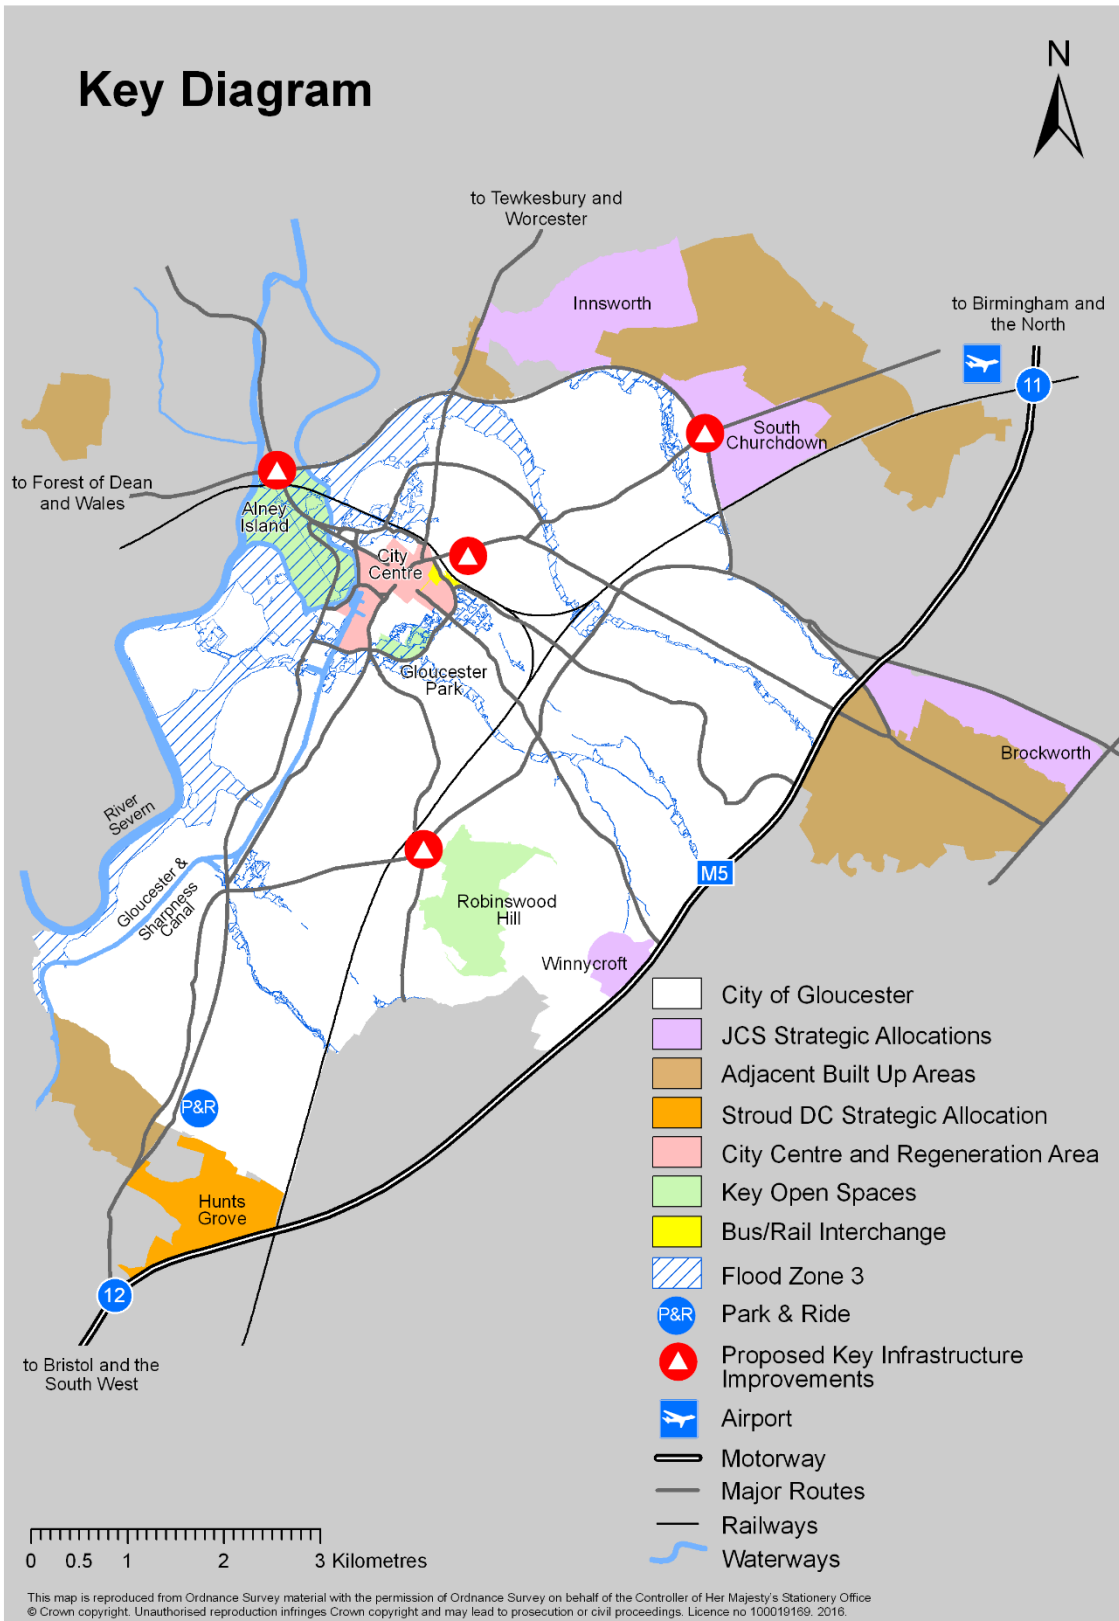 Key Diagram
N
to Tewkesbury and
Worcester
Innsworth
to Birmingham and
the North
11
South
Churchdown
to Forest of Dean
and Wales
Alney
Island
City
Centre
Gloucester
Park
Brockworth
River
Severn
Gloucester &
Sharpness
Canal
M5
Robinswood
Hill
Winnycroft
P&R
Hunts
Grove
12
to Bristol and the
South West
City of Gloucester
JCS Strategic Allocations
Adjacent Built Up Areas
Stroud DC Strategic Allocation
City Centre and Regeneration Area
Key Open Spaces
Bus/Rail Interchange
Flood Zone 3
P&R Park & Ride
Proposed Key Infrastructure
Improvements
Airport
Motorway
Major Routes
Railways
Waterways
0 0.5 1 2 3 Kilometres
This map is reproduced from Ordnance Survey material with the permission of Ordnance Survey on behalf of the Controller of Her Majesty's Stationery Office
© Crown copyright. Unauthorised reproduction infringes Crown copyright and may lead to prosecution or civil proceedings. Licence no 100019169. 2016.